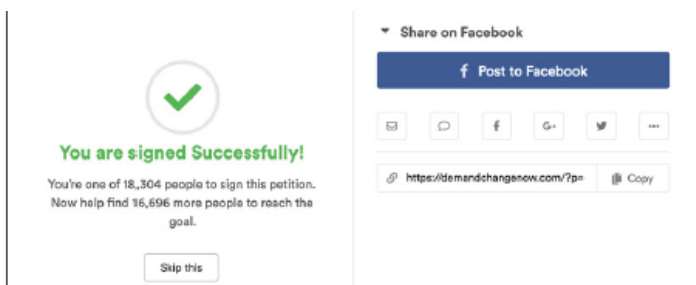 You are signed Successfully!
You're one of 18,304 people to sign this petition.
Now help find 16,696 more people to reach the
goal.
Skip this
Share on Facebook
f Post to Facebook
f
G+
https://demandchangenow.com/?p=
Copy